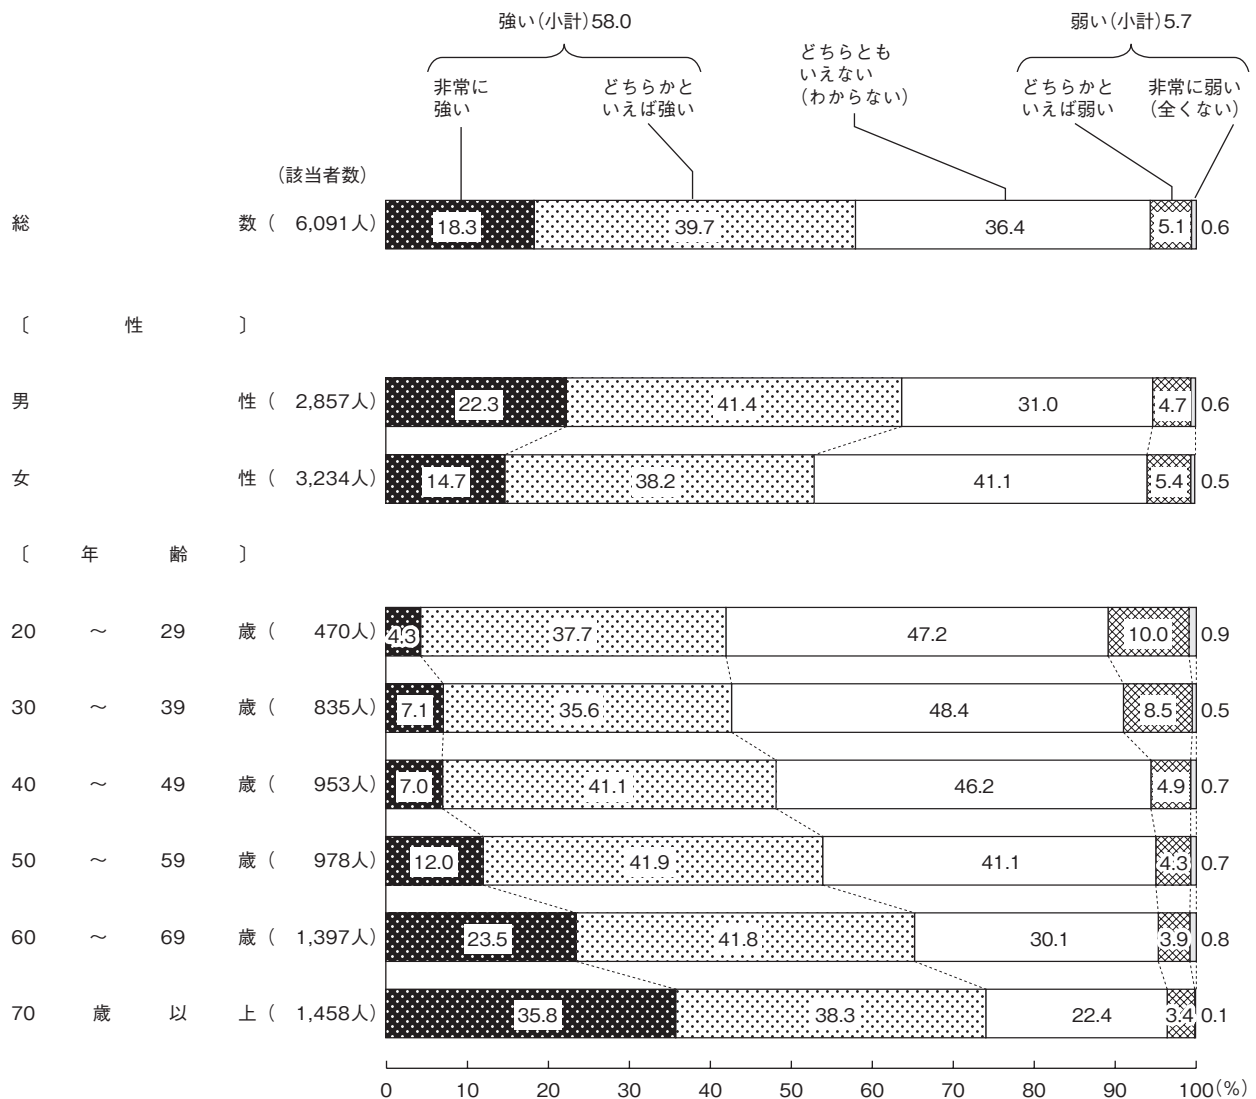 強い(小計)58.0
弱い(小計)5.7
非常に
強い
どちらかと
いえば強い
どちらとも
いえない
(わからない)
どちらかと
いえば弱い
非常に弱い
(全くない)
(該当者数)
総 数 ( 6,091人) 18.3 39.7 36.4 5.1 0.6
〔 性 〕
男 性 ( 2,857人) 22.3 41.4 31.0 4.7 0.6
女 性 ( 3,234人) 14.7 38.2 41.1 5.4 0.5
〔 年 齢 〕
20 ～ 29 歳 ( 470人) 4.3 37.7 47.2 10.0 0.9
30 ～ 39 歳 ( 835人) 7.1 35.6 48.4 8.5 0.5
40 ～ 49 歳 ( 953人) 7.0 41.1 46.2 4.9 0.7
50 ～ 59 歳 ( 978人) 12.0 41.9 41.1 4.3 0.7
60 ～ 69 歳 ( 1,397人) 23.5 41.8 30.1 3.9 0.8
70 歳 以 上 ( 1,458人) 35.8 38.3 22.4 3.4 0.1
0 10 20 30 40 50 60 70 80 90 100(%)